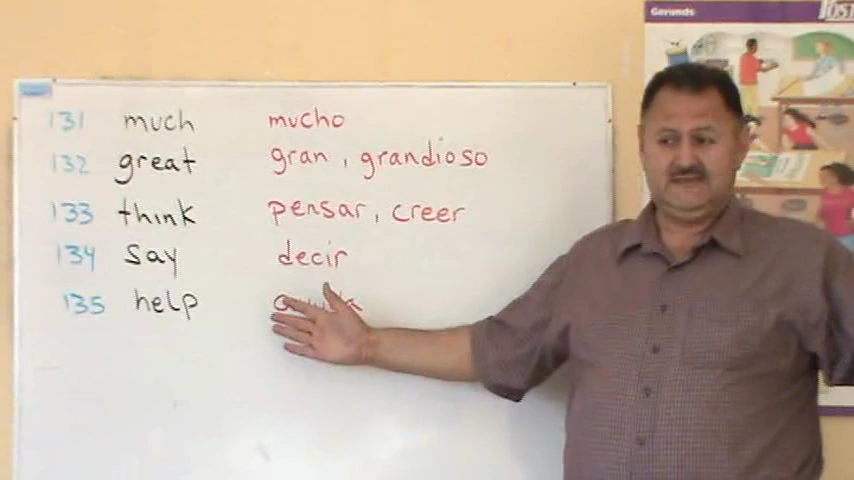 Gerunds
131 much mucho
132 great gran, grandioso
133 think pensar, creer
134 say decir
135 help